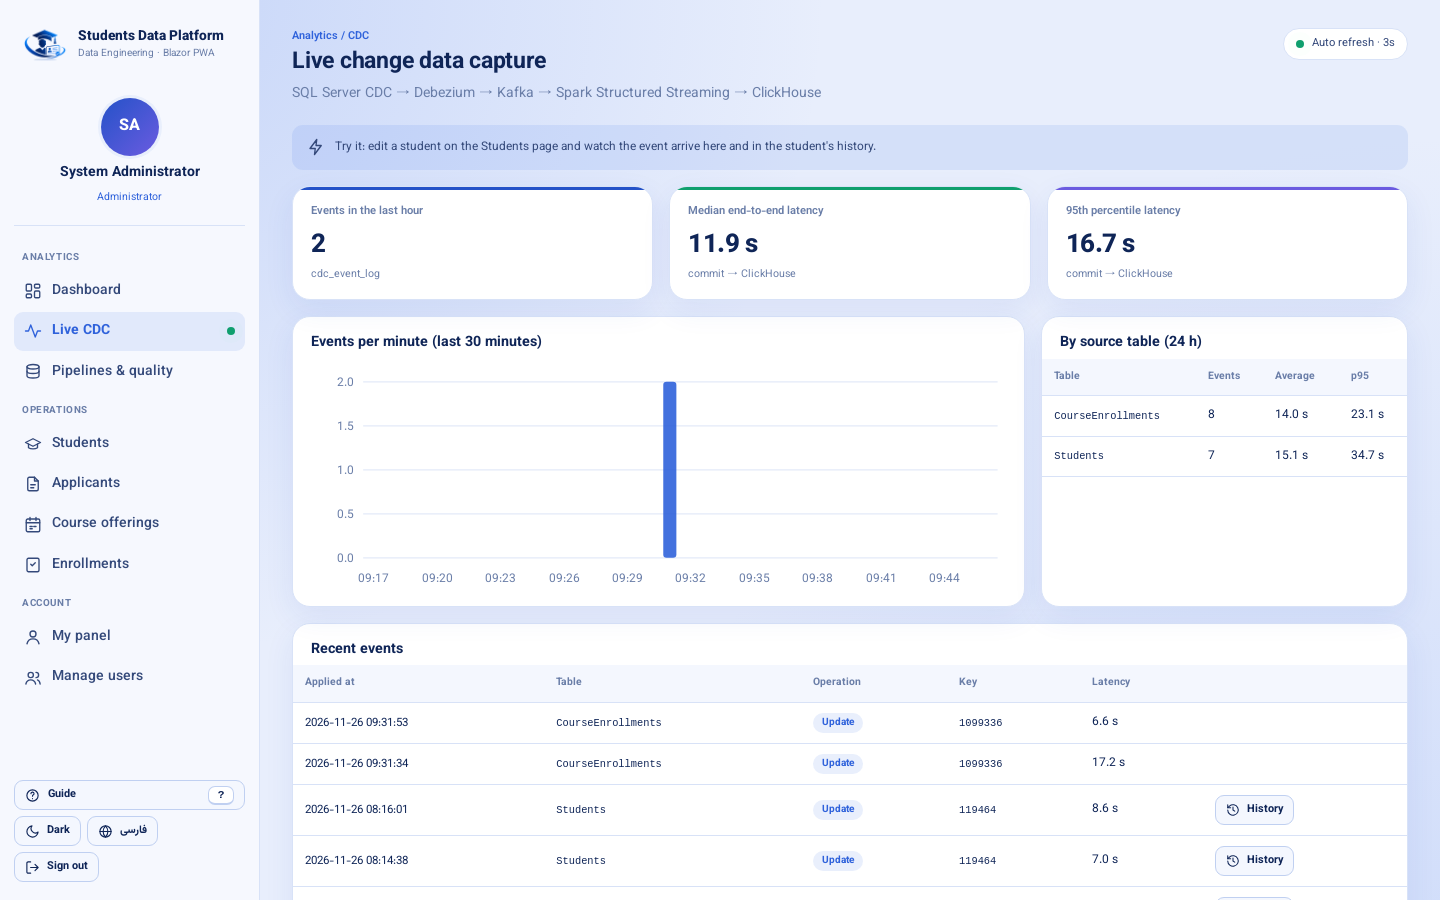 Students Data Platform
Data Engineering · Blazor PWA
SA
System Administrator
Administrator
ANALYTICS
Dashboard
Live CDC
Pipelines & quality
OPERATIONS
Students
Applicants
Course offerings
Enrollments
ACCOUNT
My panel
Manage users
Guide ?
Dark فارسی
Sign out
Analytics / CDC
Live change data capture
SQL Server CDC → Debezium → Kafka → Spark Structured Streaming → ClickHouse
Auto refresh · 3s
Try it: edit a student on the Students page and watch the event arrive here and in the student's history.
Events in the last hour
2
cdc_event_log
Median end-to-end latency
11.9 s
commit → ClickHouse
95th percentile latency
16.7 s
commit → ClickHouse
Events per minute (last 30 minutes)
2.0
1.5
1.0
0.5
0.0
09:17 09:20 09:23 09:26 09:29 09:32 09:35 09:38 09:41 09:44
By source table (24 h)
Table Events Average p95
CourseEnrollments 8 14.0 s 23.1 s
Students 7 15.1 s 34.7 s
Recent events
Applied at Table Operation Key Latency
2026-11-26 09:31:53 CourseEnrollments Update 1099336 6.6 s
2026-11-26 09:31:34 CourseEnrollments Update 1099336 17.2 s
2026-11-26 08:16:01 Students Update 119464 8.6 s History
2026-11-26 08:14:38 Students Update 119464 7.0 s History